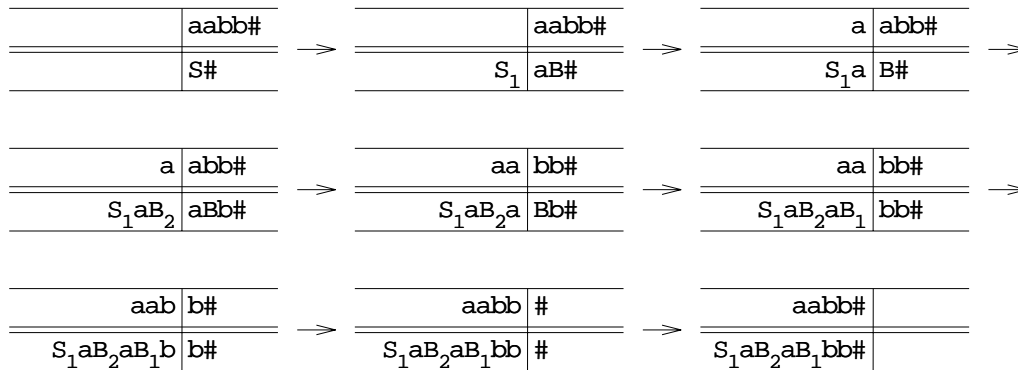 aabb# → aabb# → a abb# →
S# S₁ aB# S₁a B#
a abb# → aa bb# → aa bb# →
S₁aB₂ aBb# S₁aB₂a Bb# S₁aB₂aB₁ bb#
aab b# → aabb # → aabb#
S₁aB₂aB₁b b# S₁aB₂aB₁bb # S₁aB₂aB₁bb#